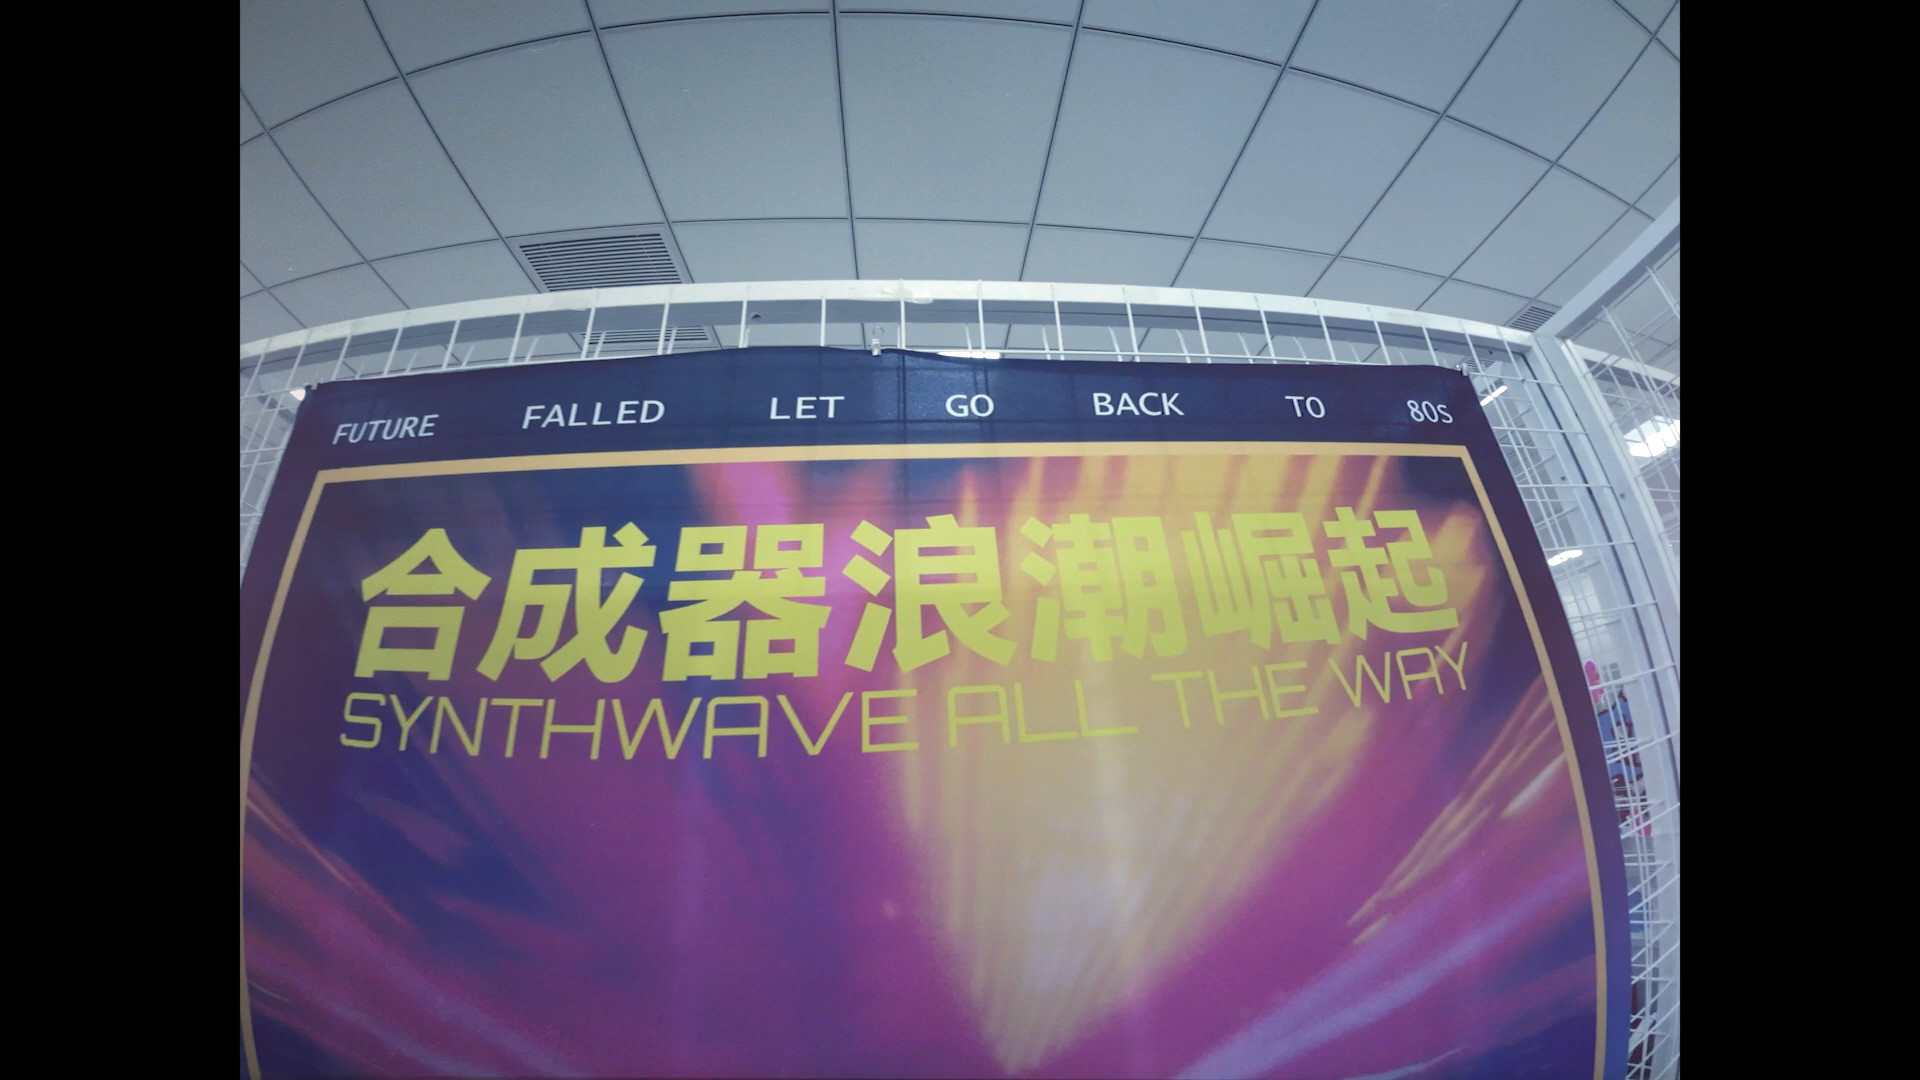 FUTURE FALLED LET GO BACK TO 80S
合成器浪潮崛起
SYNTHWAVE ALL THE WAY